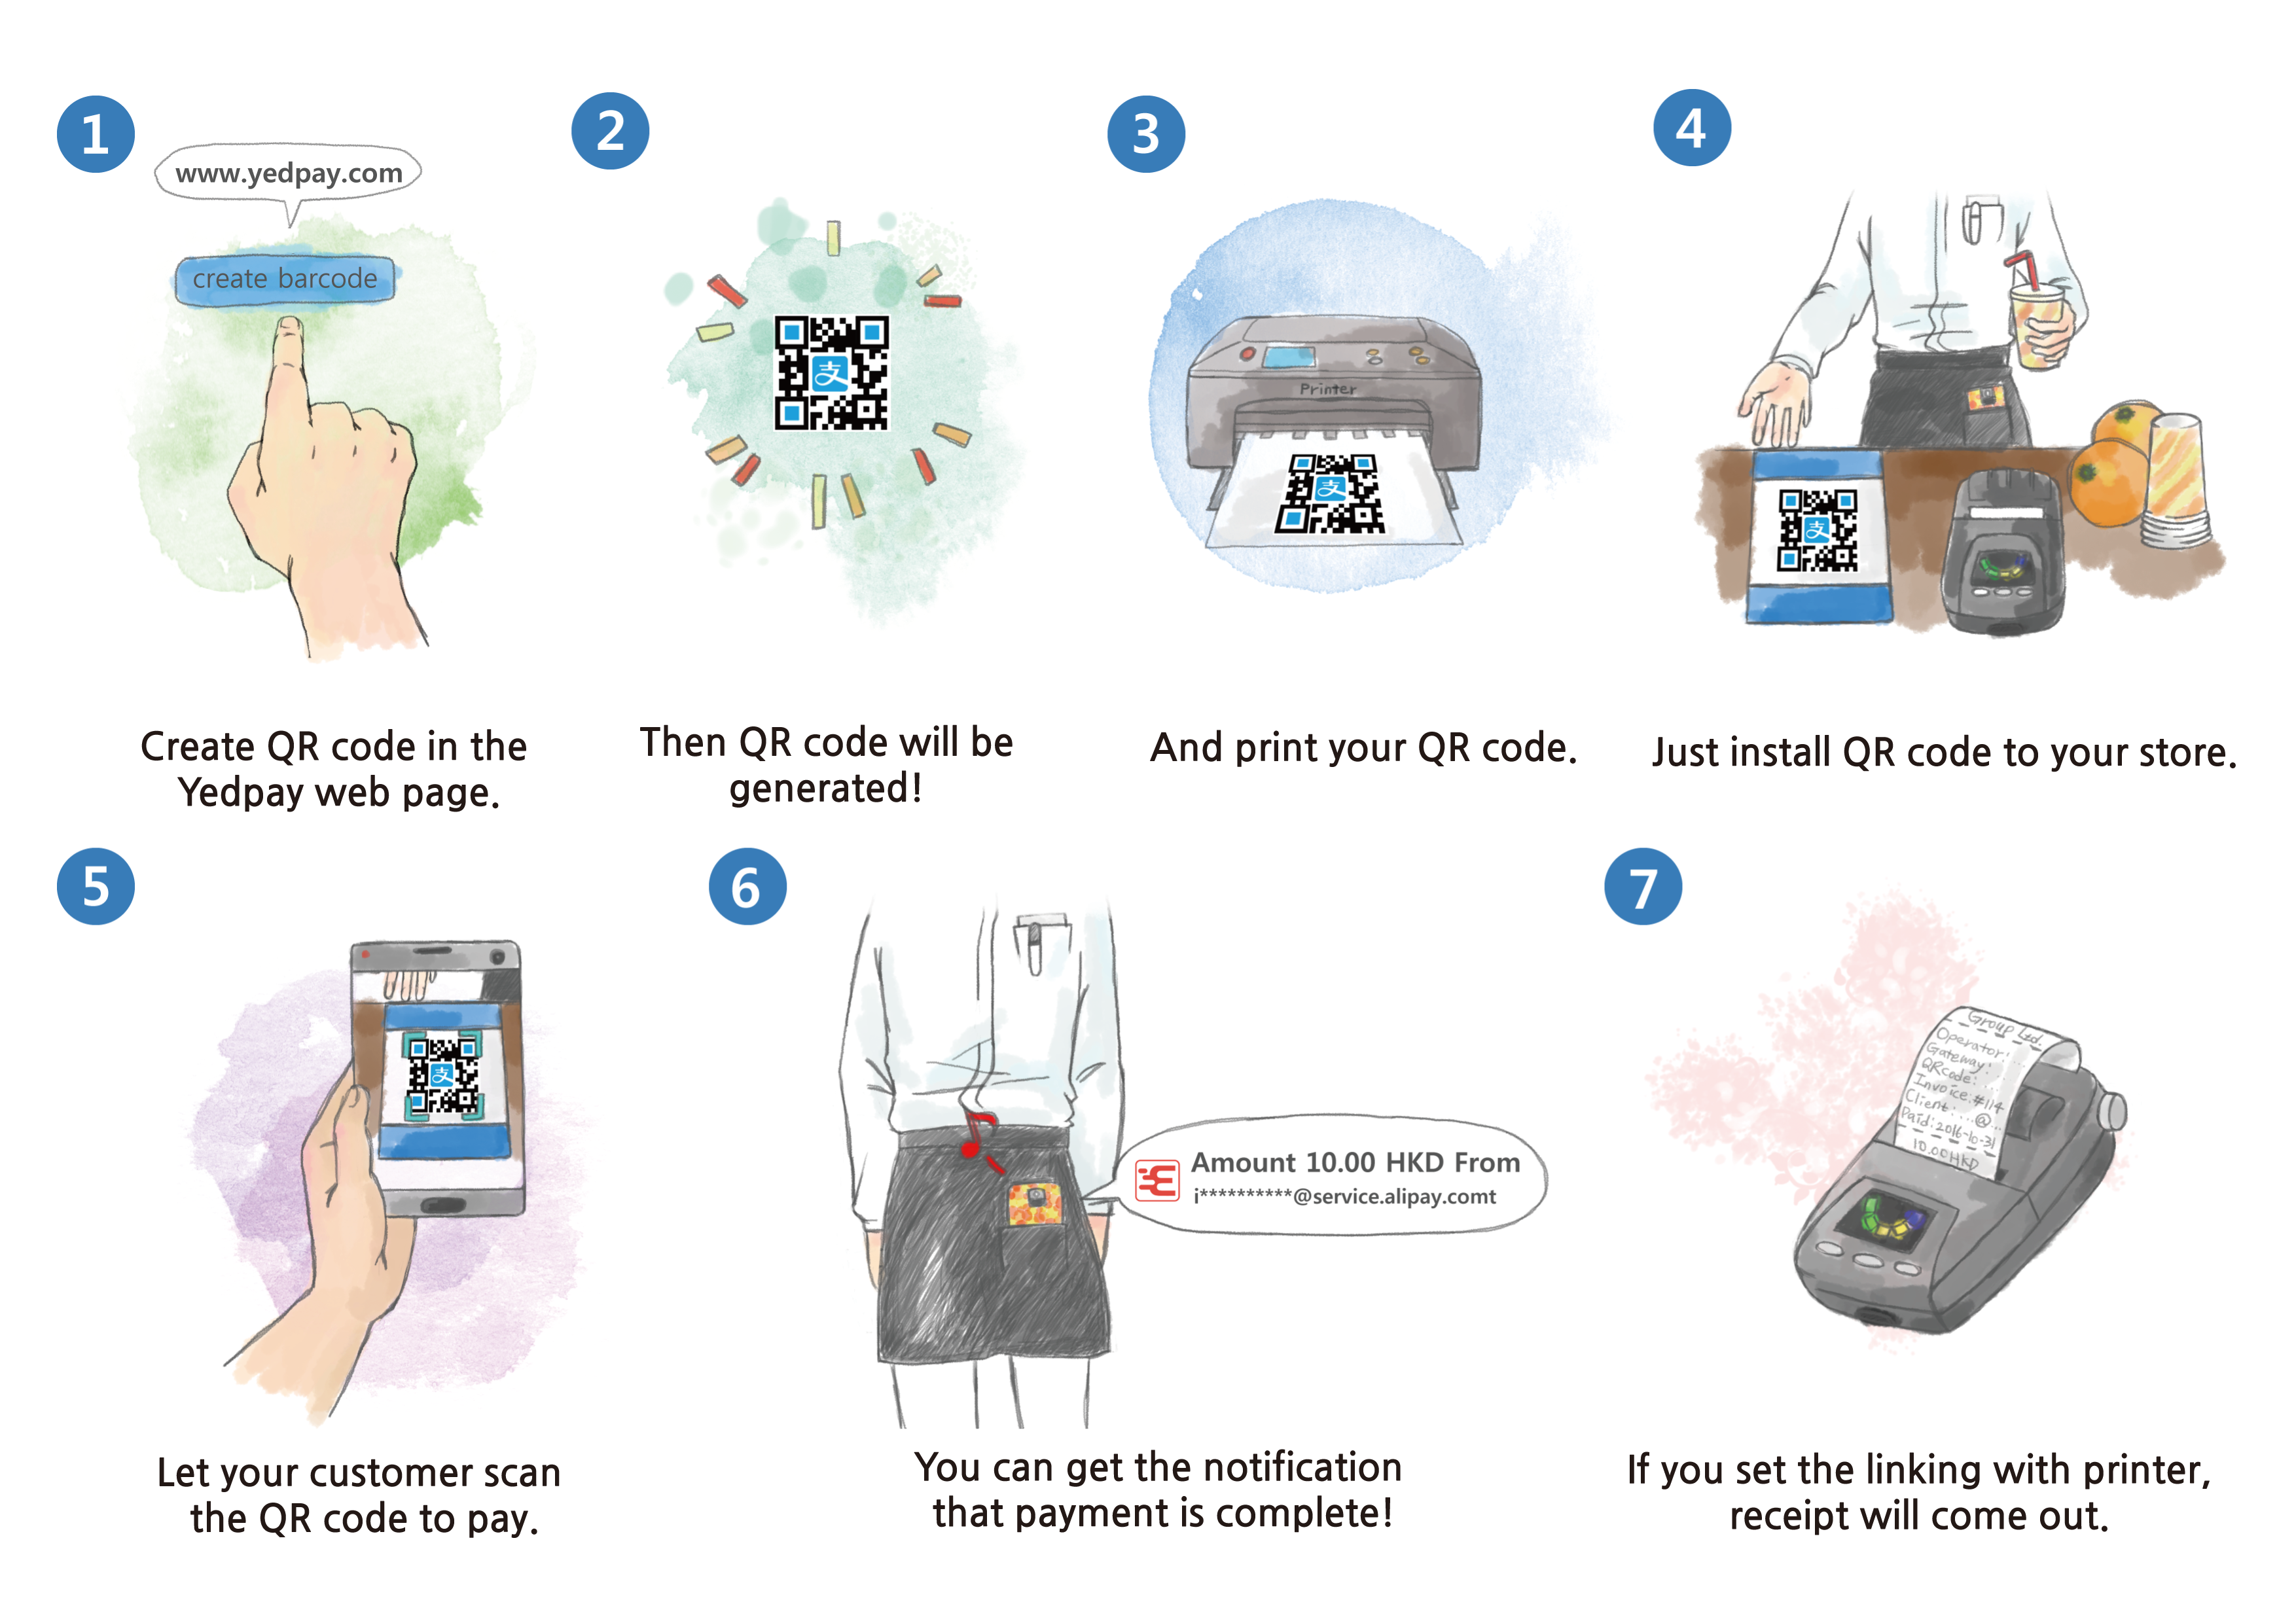 1
www.yedpay.com
create barcode
Create QR code in the
Yedpay web page.
2
支
Then QR code will be
generated!
3
Printer
支
And print your QR code.
4
支
Just install QR code to your store.
5
支
Let your customer scan
the QR code to pay.
6
Amount 10.00 HKD From
i**********@service.alipay.comt
You can get the notification
that payment is complete!
7
Group Ltd.
Operator:
Gateway:
QRcode:
Invoice:#114
Client:...@...
Paid:2016-10-31
10.00HKD
If you set the linking with printer,
receipt will come out.